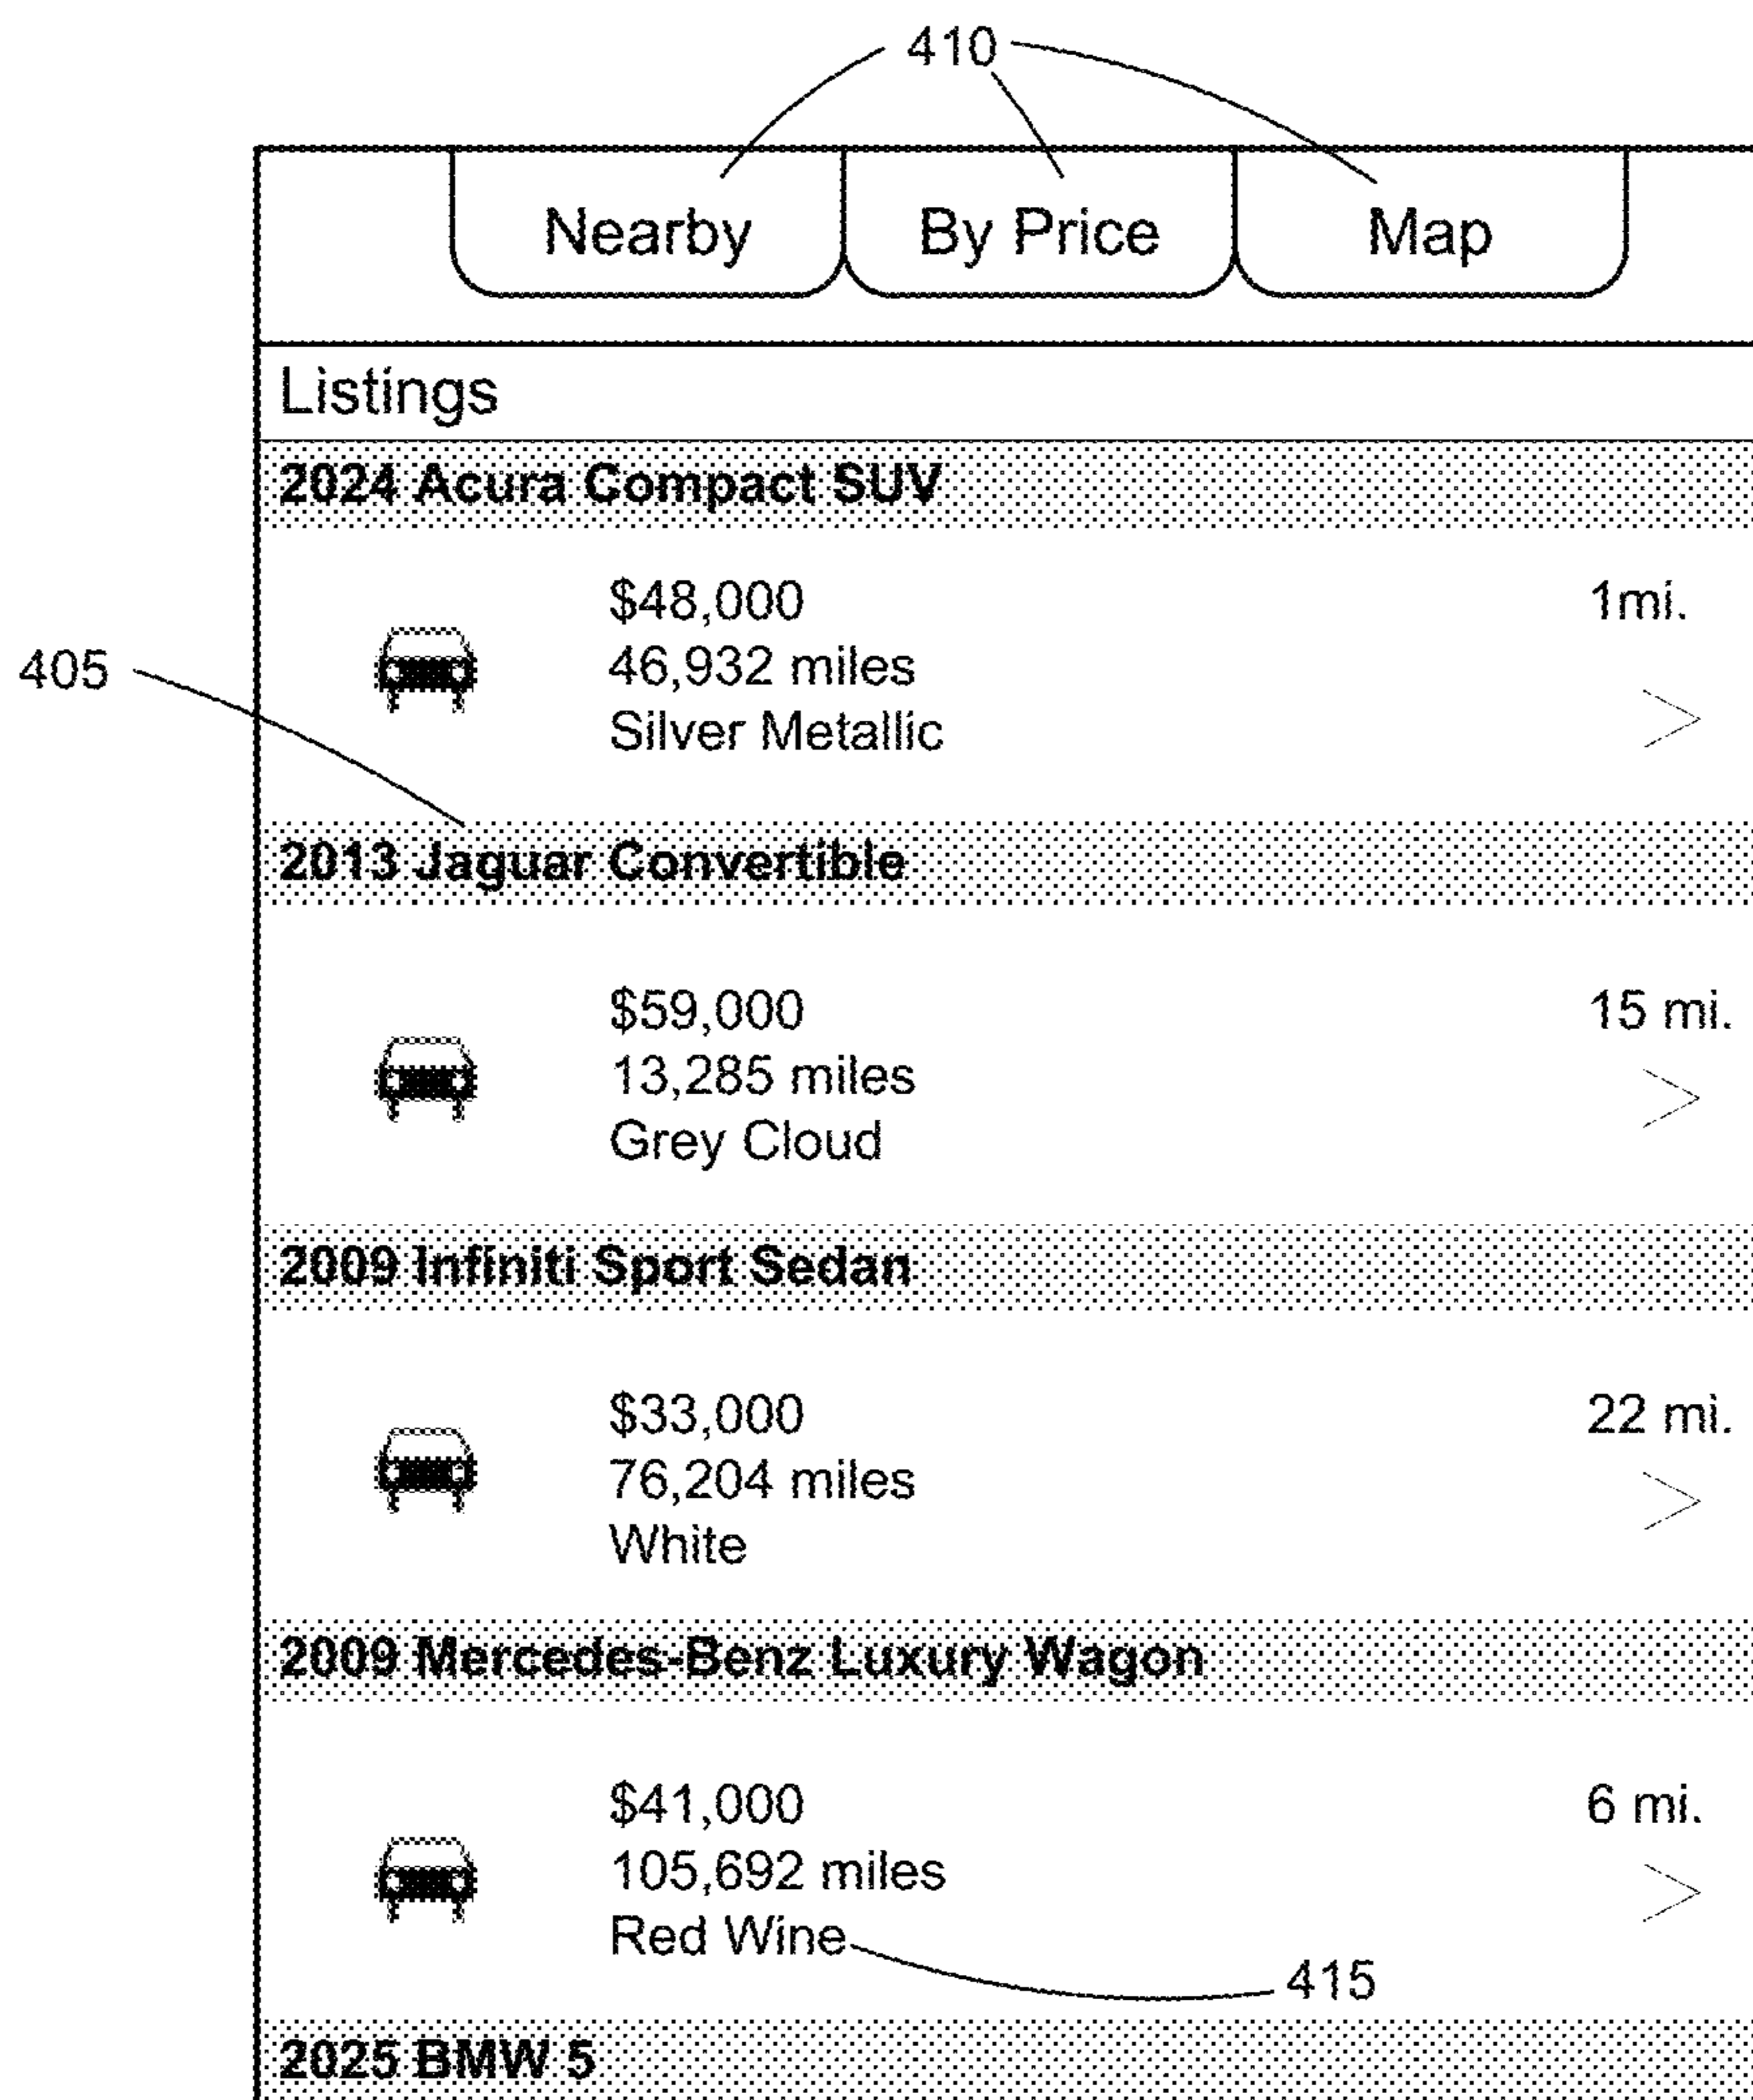 410
Nearby By Price Map
Listings
2024 Acura Compact SUV
$48,000 1mi.
46,932 miles
405
Silver Metallic
2013 Jaguar Convertible
$59,000 15 mi.
13,285 miles
Grey Cloud
2009 Infiniti Sport Sedan
$33,000 22 mi.
76,204 miles
White
2009 Mercedes-Benz Luxury Wagon
$41,000 6 mi.
105,692 miles
Red Wine
415
2025 BMW 5